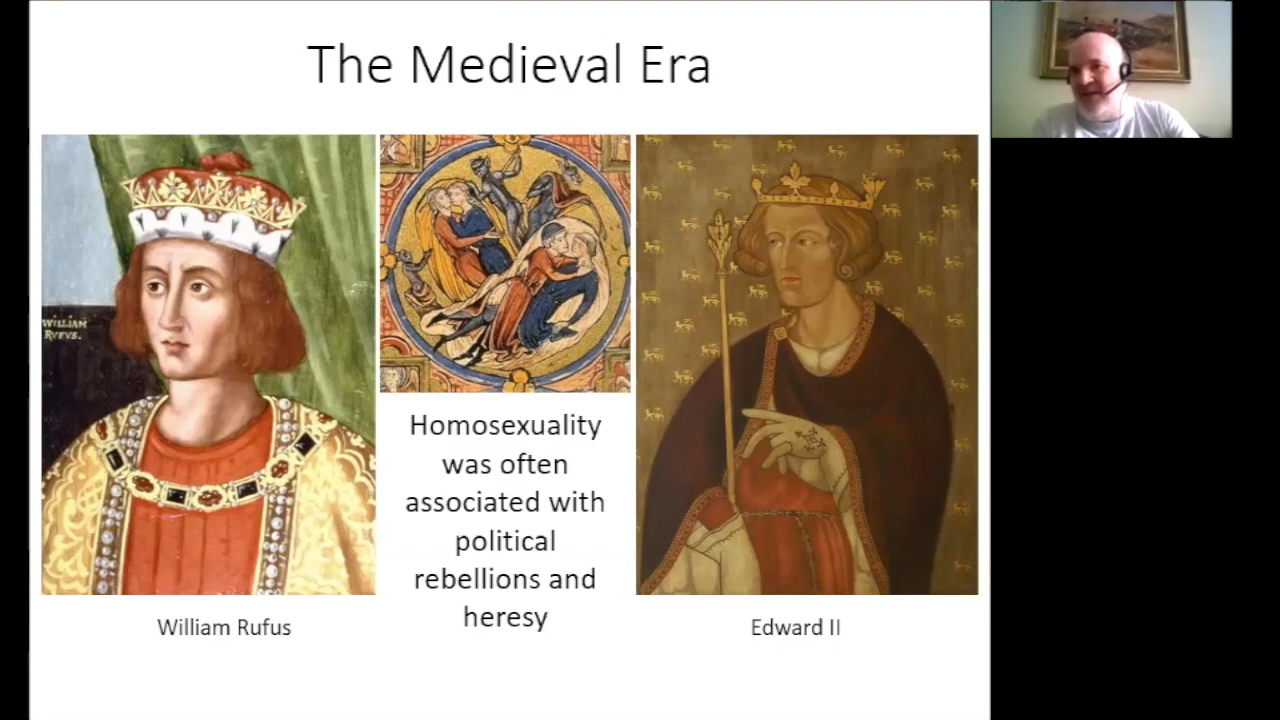 The Medieval Era
WILLIAM
RVFVS.
Homosexuality
was often
associated with
political
rebellions and
heresy
William Rufus
Edward II